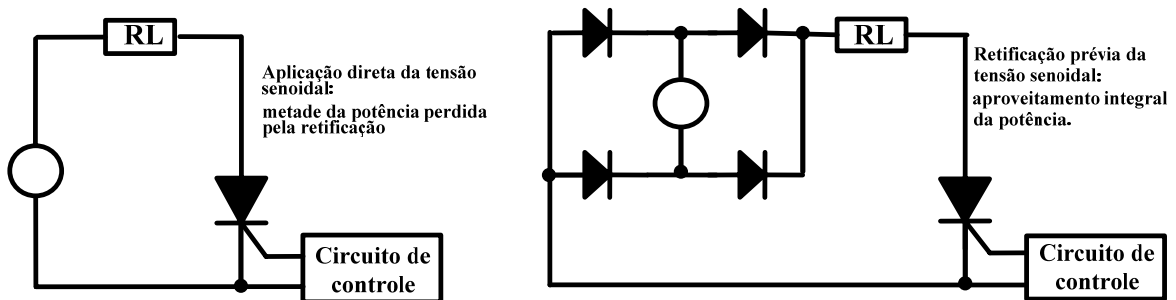 RL
Aplicação direta da tensão
senoidal:
metade da potência perdida
pela retificação
Circuito de
controle
RL
Retificação prévia da
tensão senoidal:
aproveitamento integral
da potência.
Circuito de
controle